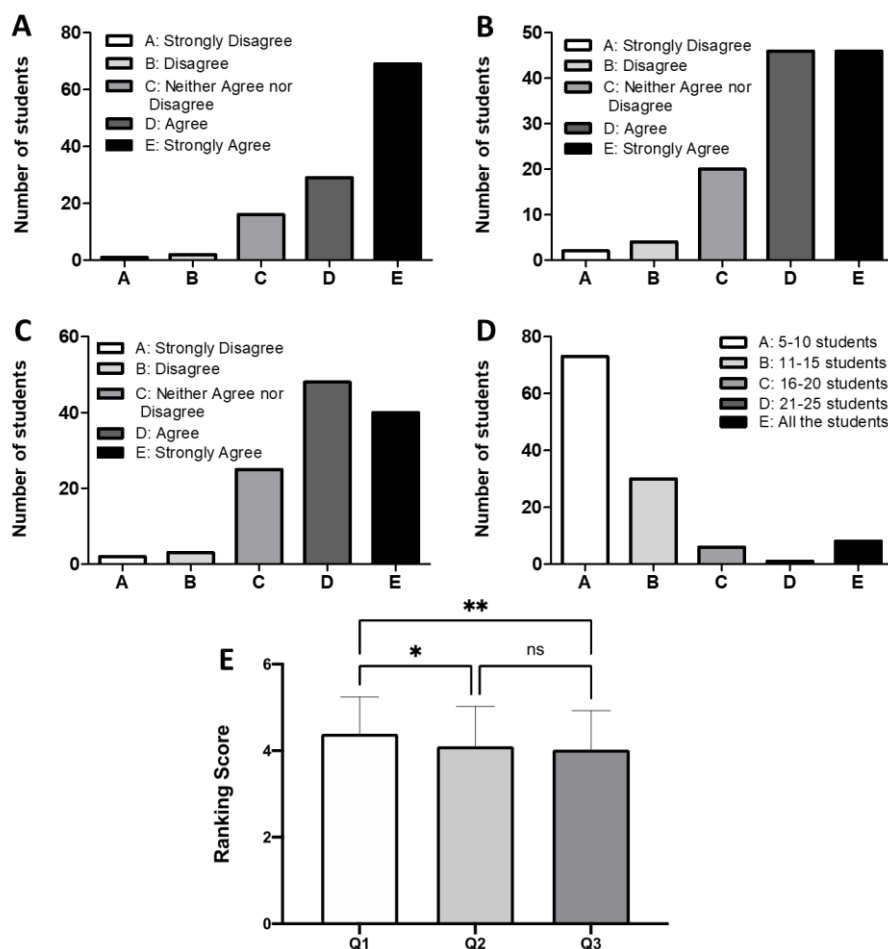 A
Number of students
80
60
40
20
0
A: Strongly Disagree
B: Disagree
C: Neither Agree nor
Disagree
D: Agree
E: Strongly Agree
A B C D E
B
Number of students
50
40
30
20
10
0
A: Strongly Disagree
B: Disagree
C: Neither Agree nor
Disagree
D: Agree
E: Strongly Agree
A B C D E
C
Number of students
60
40
20
0
A: Strongly Disagree
B: Disagree
C: Neither Agree nor
Disagree
D: Agree
E: Strongly Agree
A B C D E
D
Number of students
80
60
40
20
0
A: 5-10 students
B: 11-15 students
C: 16-20 students
D: 21-25 students
E: All the students
A B C D E
E
Ranking Score
6
4
2
0
**
*
ns
Q1 Q2 Q3